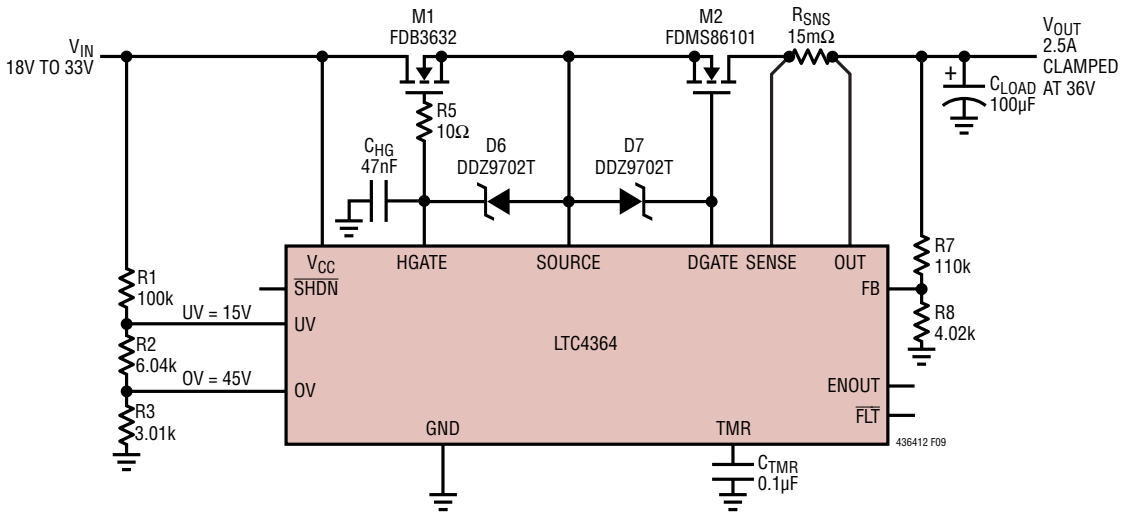 M1
FDB3632
M2
FDMS86101
RSNS
15mΩ
VIN
18V TO 33V
VOUT
2.5A
CLAMPED
AT 36V
+
CLOAD
100µF
R5
10Ω
CHG
47nF
D6
DDZ9702T
D7
DDZ9702T
R1
100k
R7
110k
VCC
HGATE
SOURCE
DGATE
SENSE
OUT
SHDN
FB
UV = 15V
UV
R8
4.02k
R2
6.04k
LTC4364
OV = 45V
OV
ENOUT
R3
3.01k
FLT
GND
TMR
436412 F09
CTMR
0.1µF